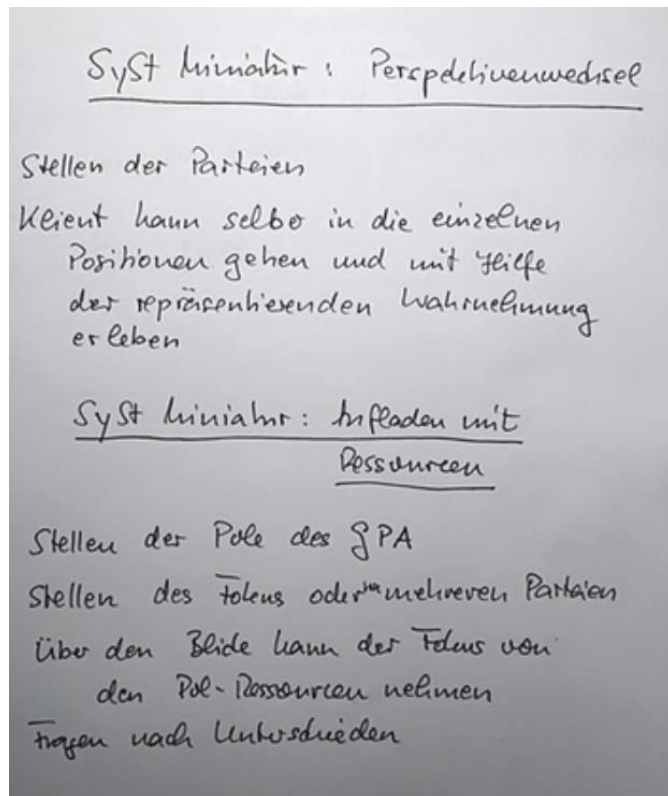 SySt Miniatur: Perspektivenwechsel
Stellen der Parteien
Klient kann selber in die einzelnen
Positionen gehen und mit Hilfe
der repräsentierenden Wahrnehmung
erleben
SySt Miniatur: Aufladen mit
Ressourcen
Stellen der Pole des GPA
Stellen des Fokus oder mehreren Parteien
Über den Blick kann der Fokus von
den Pol-Ressourcen nehmen
Fragen nach Unterschieden